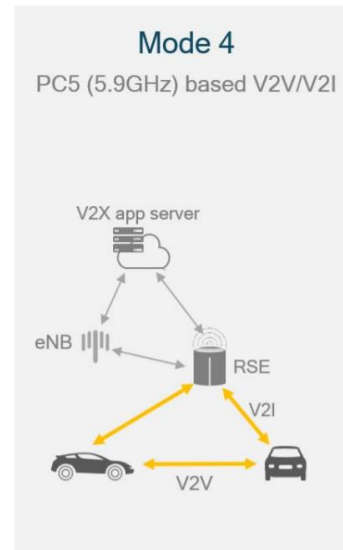 Mode 4
PC5 (5.9GHz) based V2V/V2I
V2X app server
eNB
RSE
V2I
V2V